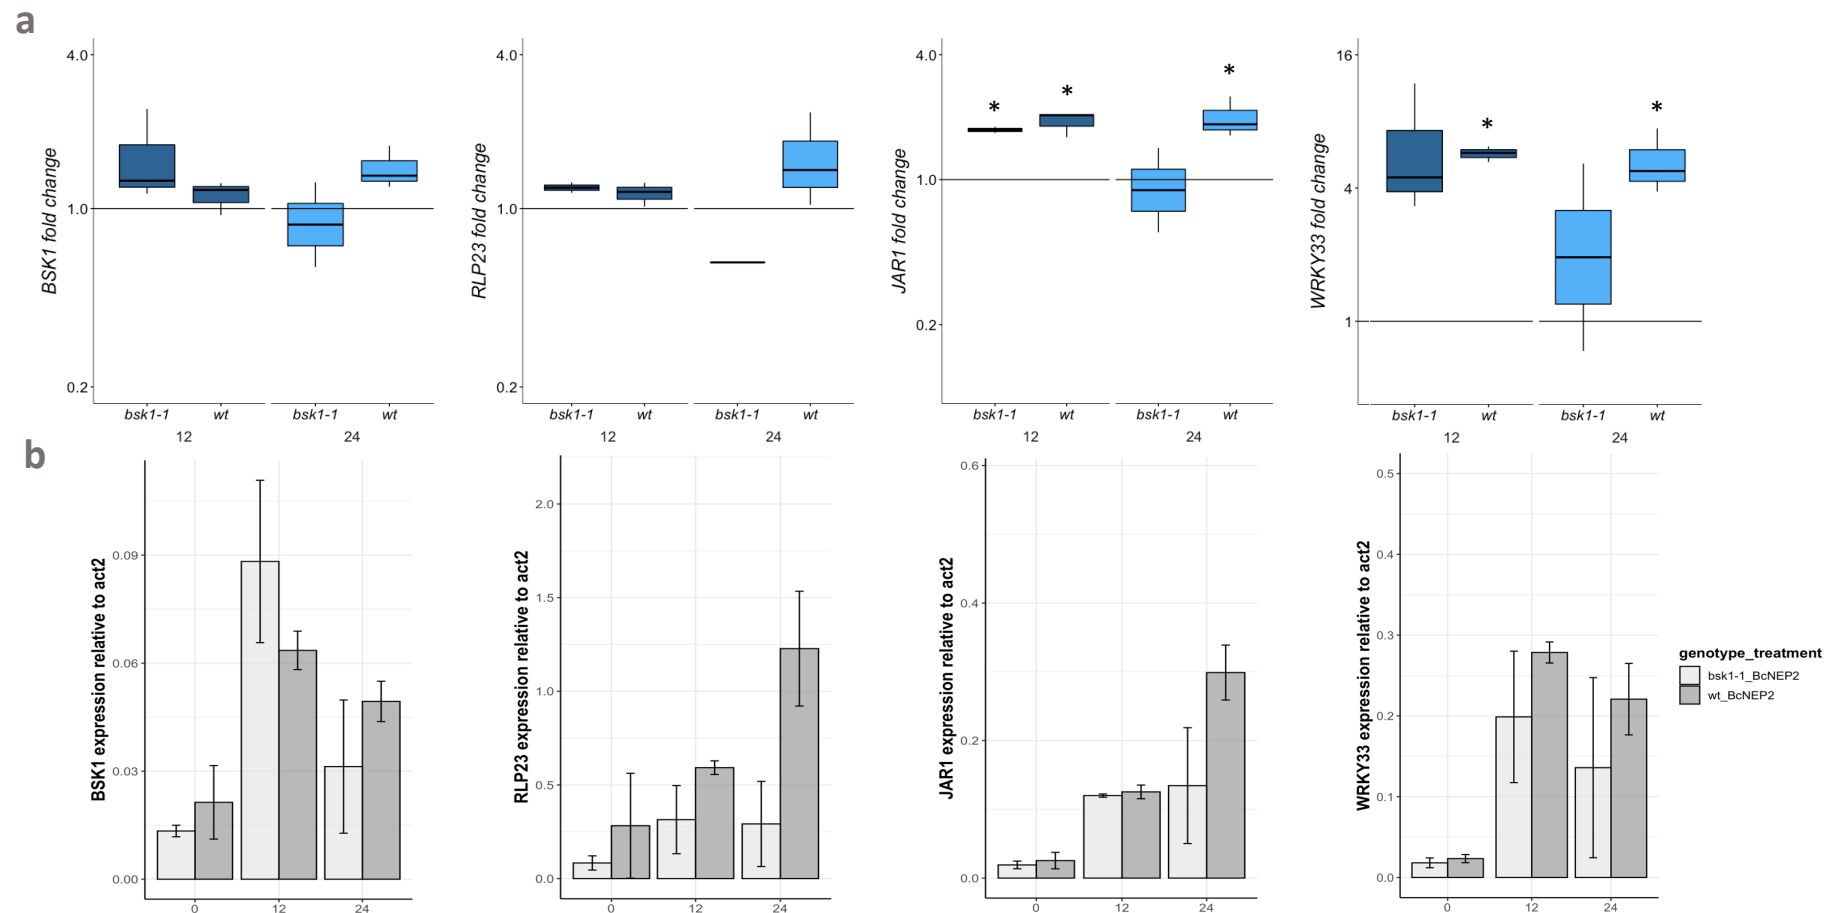 a
BSK1 fold change
4.0
1.0
0.2
bsk1-1 wt bsk1-1 wt
12 24
RLP23 fold change
4.0
1.0
0.2
bsk1-1 wt bsk1-1 wt
12 24
JAR1 fold change
4.0
1.0
0.2
* * *
bsk1-1 wt bsk1-1 wt
12 24
WRKY33 fold change
16
4
1
* *
bsk1-1 wt bsk1-1 wt
12 24
b
BSK1 expression relative to act2
0.09
0.06
0.03
0.00
0 12 24
RLP23 expression relative to act2
2.0
1.5
1.0
0.5
0.0
0 12 24
JAR1 expression relative to act2
0.6
0.4
0.2
0.0
0 12 24
WRKY33 expression relative to act2
0.5
0.4
0.3
0.2
0.1
0.0
0 12 24
genotype_treatment
bsk1-1_BcNEP2
wt_BcNEP2